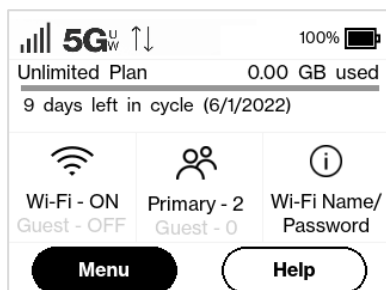 5G UW 100%
Unlimited Plan 0.00 GB used
9 days left in cycle (6/1/2022)
Wi-Fi - ON Primary - 2 Wi-Fi Name/
Guest - OFF Guest - 0 Password
Menu Help